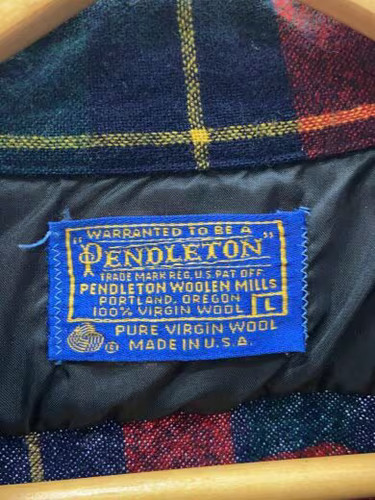 "WARRANTED TO BE A
PENDLETON"
TRADE MARK REG. U.S. PAT OFF
PENDLETON WOOLEN MILLS
PORTLAND, OREGON
100% VIRGIN WOOL L
PURE VIRGIN WOOL
® MADE IN U.S.A.